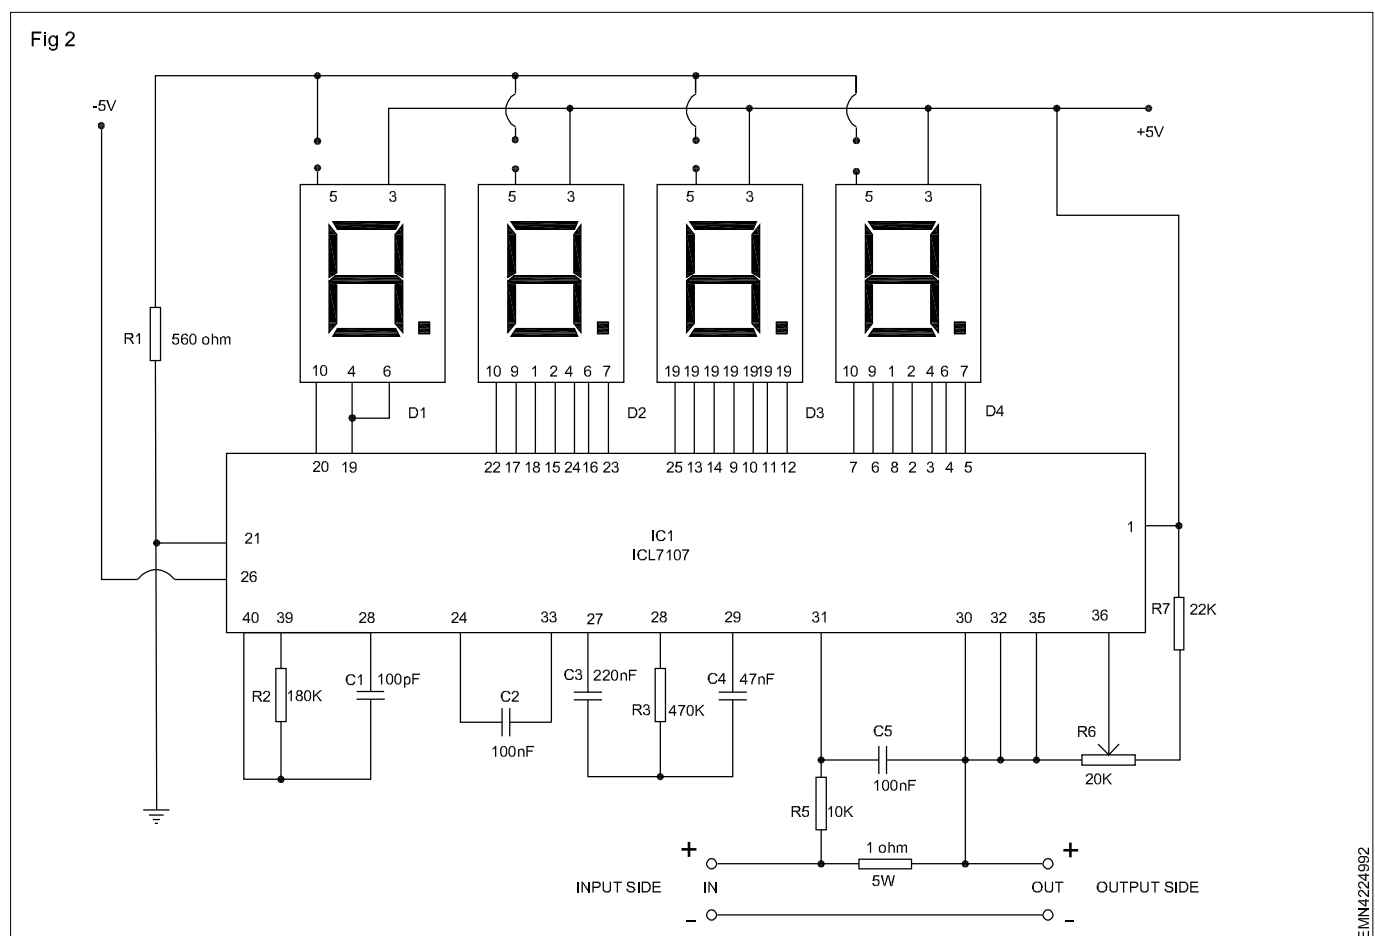 Fig 2
-5V
+5V
5 3 5 3 5 3 5 3
R1 560 ohm
10 4 6 10 9 1 2 4 6 7 19 19 19 19 19 19 19 10 9 1 2 4 6 7
D1 D2 D3 D4
20 19 22 17 18 15 24 16 23 25 13 14 9 10 11 12 7 6 8 2 3 4 5
1
21
IC1
ICL7107
26
40 39 28 24 33 27 28 29 31 30 32 35 36
R7 22K
R2 180K
C1 100pF
C2
100nF
C3 220nF
R3 470K
C4 47nF
C5
100nF
R6
20K
R5 10K
+ 1 ohm +
INPUT SIDE IN 5W OUT OUTPUT SIDE
- -
EMN4224992